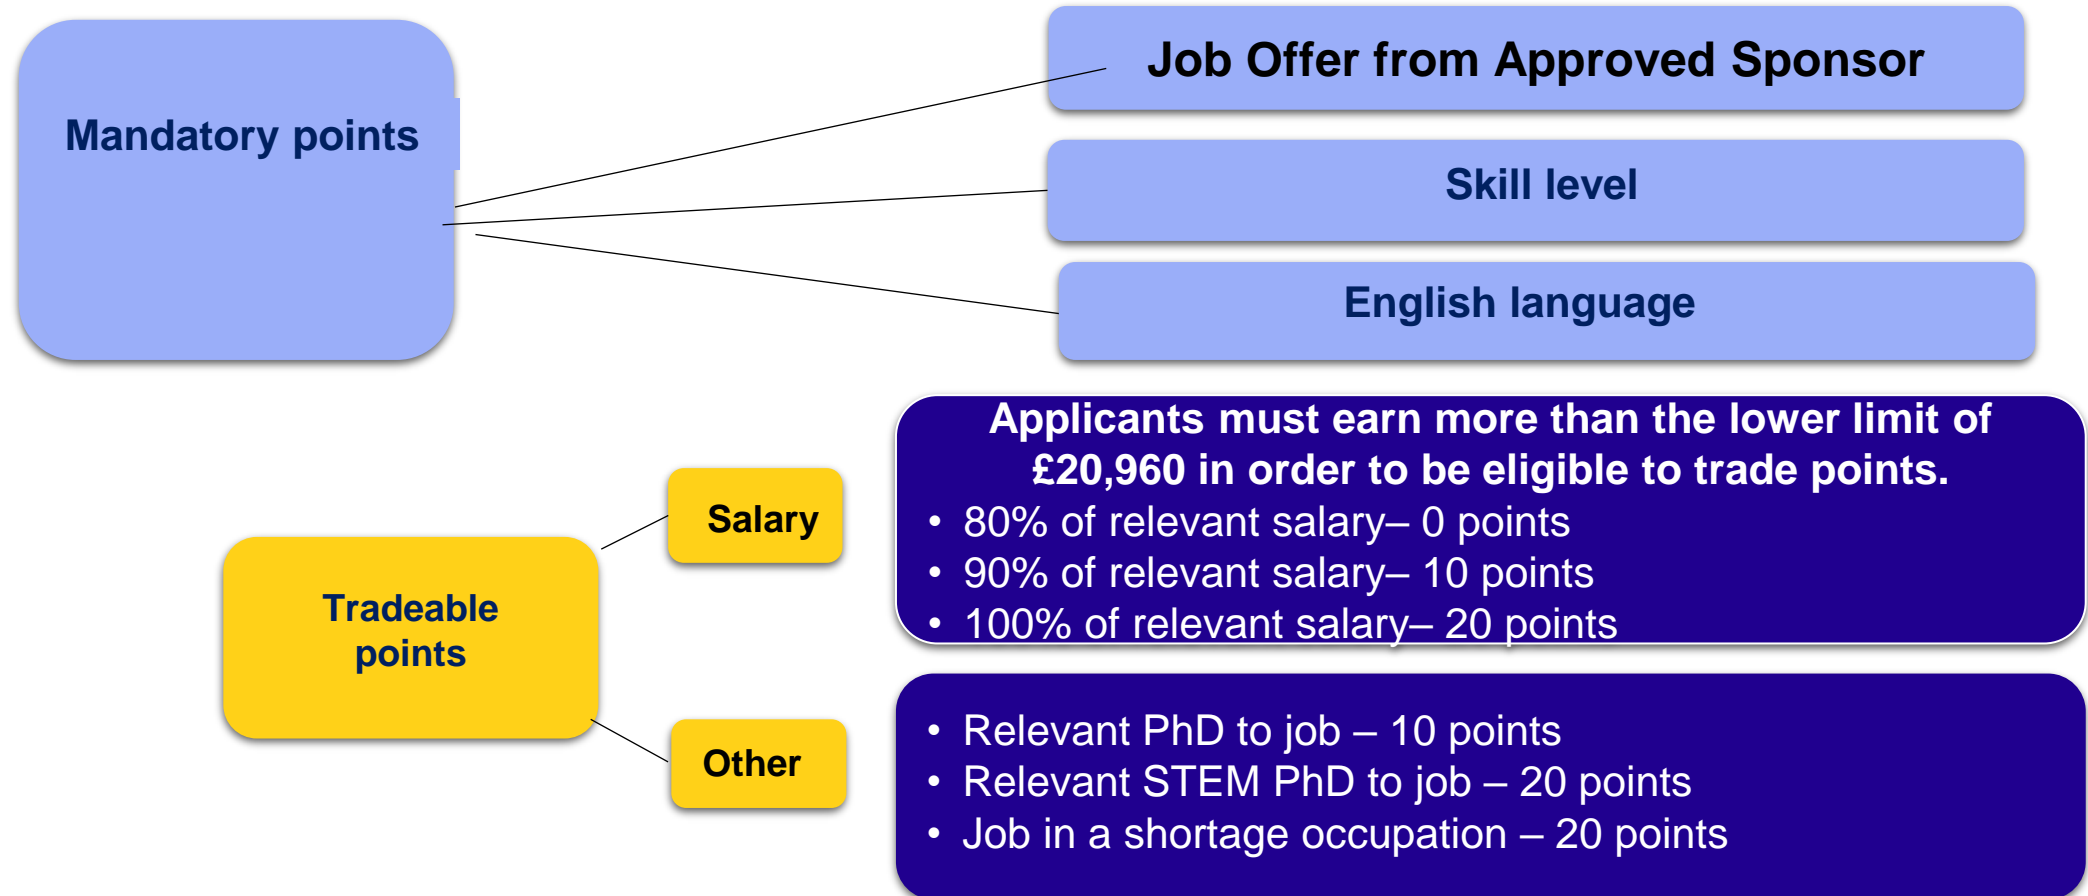 Mandatory points
Job Offer from Approved Sponsor
Skill level
English language
Tradeable
points
Salary
Applicants must earn more than the lower limit of
£20,960 in order to be eligible to trade points.
• 80% of relevant salary– 0 points
• 90% of relevant salary– 10 points
• 100% of relevant salary– 20 points
Other
• Relevant PhD to job – 10 points
• Relevant STEM PhD to job – 20 points
• Job in a shortage occupation – 20 points